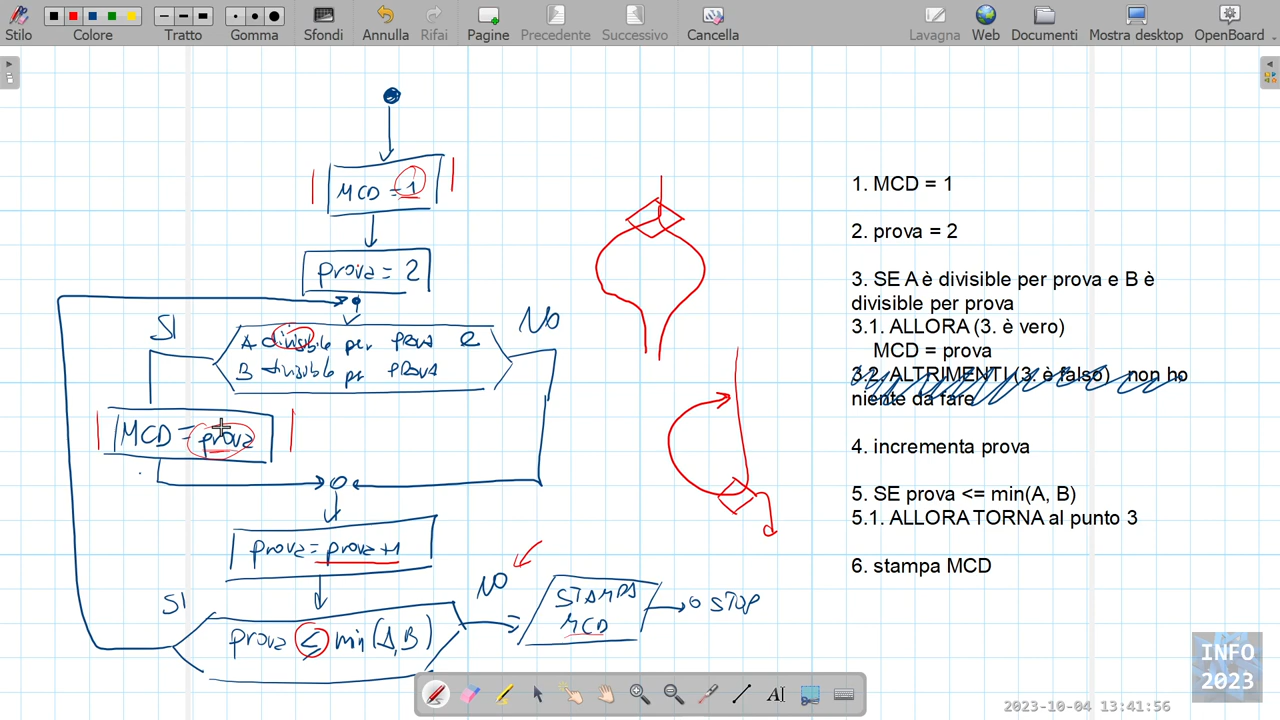 Stilo
Colore
Tratto
Gomma
Sfondi
Annulla
Rifai
Pagine
Precedente
Successivo
Cancella
Lavagna
Web
Documenti
Mostra desktop
OpenBoard
MCD = 1
prova = 2
SI
NO
A divisibile per PROVA e
B divisibile per PROVA
MCD = prova
prova = prova+1
SI
NO
prova ≤ min(A,B)
STAMPA
MCD
STOP
1. MCD = 1
2. prova = 2
3. SE A è divisible per prova e B è
divisible per prova
3.1. ALLORA (3. è vero)
MCD = prova
3.2. ALTRIMENTI (3. è falso) non ho
niente da fare
4. incrementa prova
5. SE prova <= min(A, B)
5.1. ALLORA TORNA al punto 3
6. stampa MCD
INFO
2023
2023-10-04 13:41:56